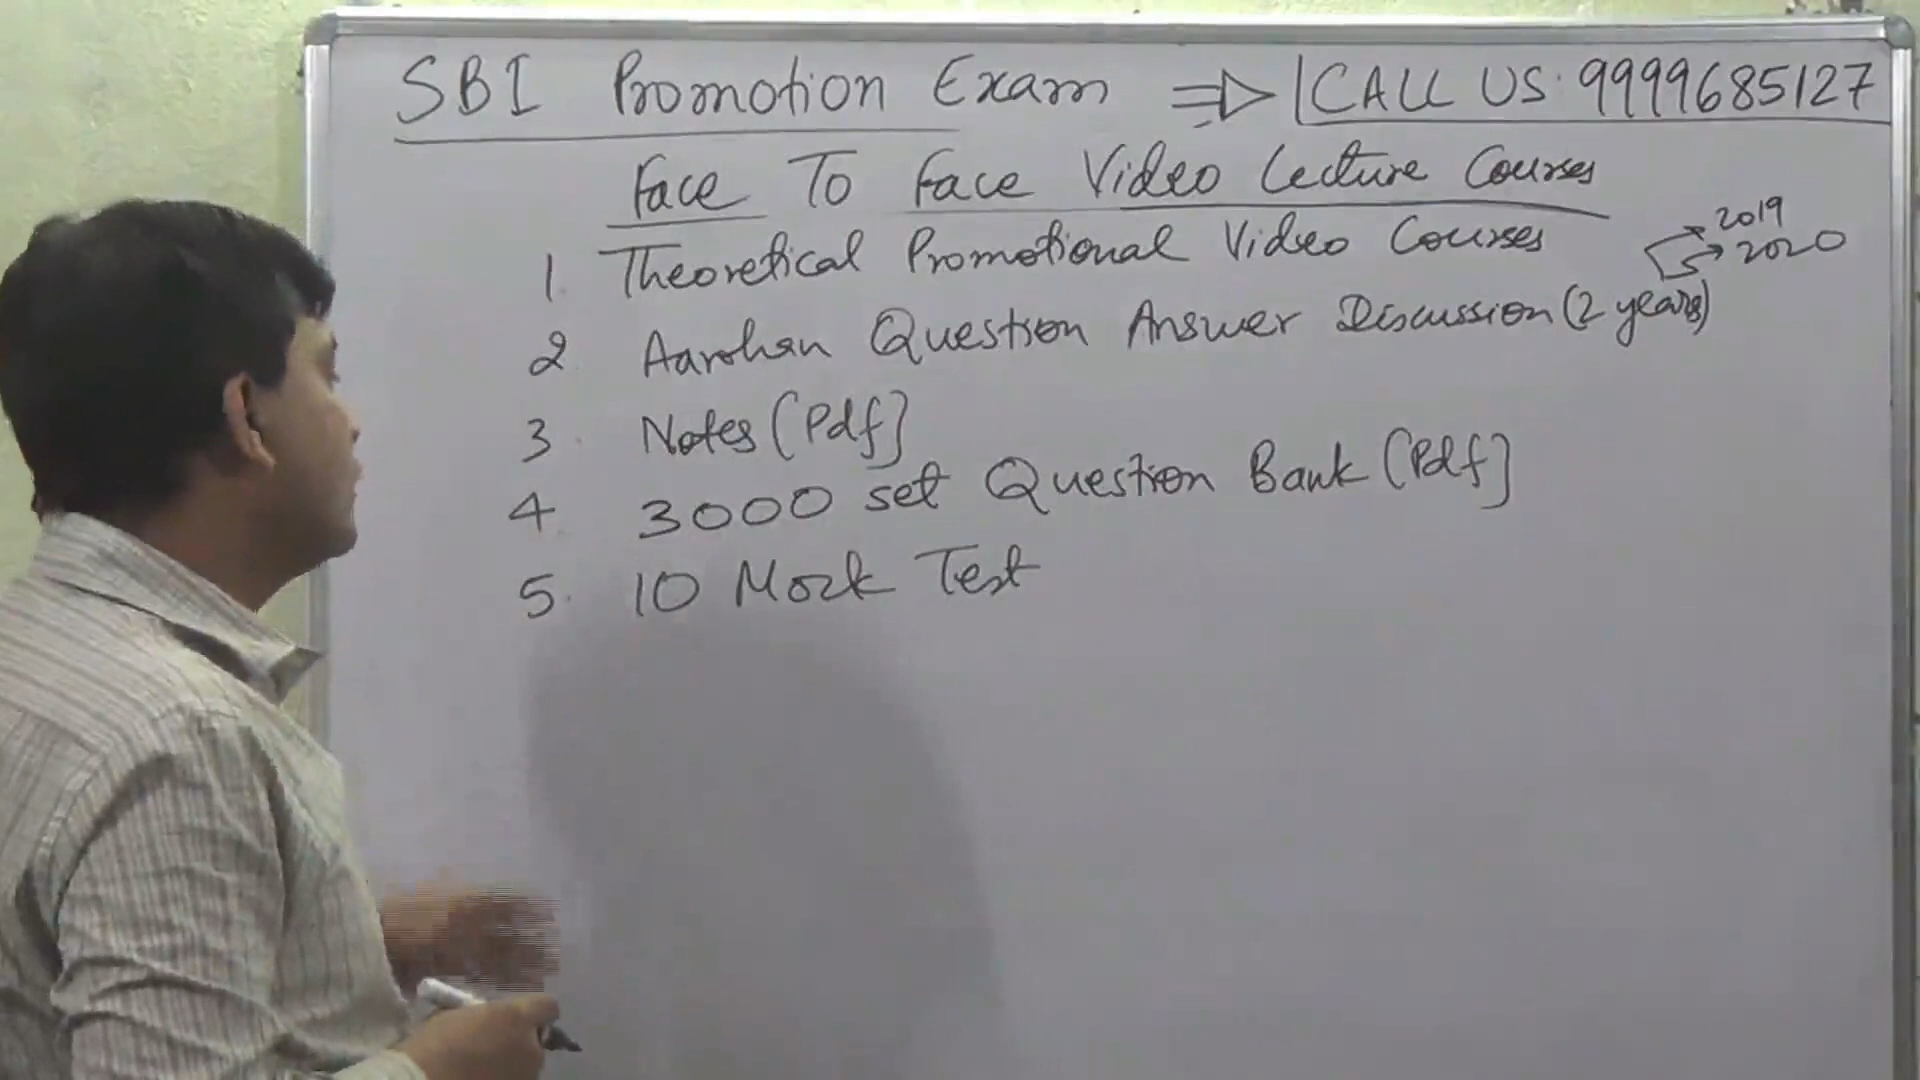 SBI Promotion Exam ⇒ CALL US: 9999685127
Face To Face Video Lecture Courses
1. Theoretical Promotional Video Courses
2019
2020
2. Aarohan Question Answer Discussion (2 years)
3. Notes (Pdf]
4. 3000 set Question Bank (Pdf]
5. 10 Mock Test